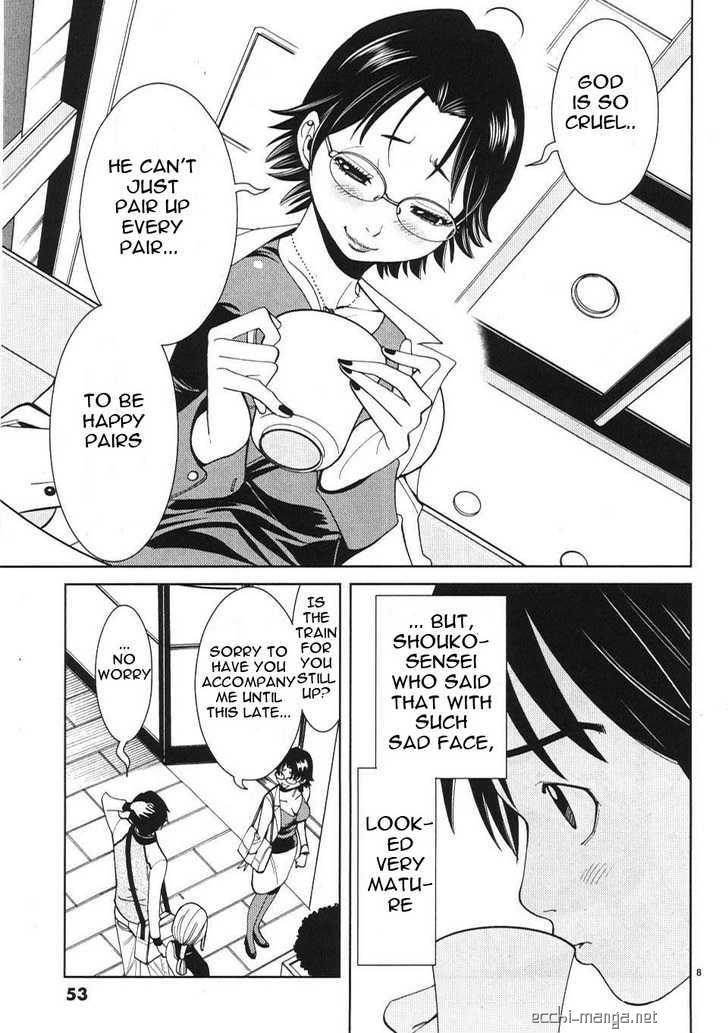 GOD
IS SO
CRUEL..
HE CAN'T
JUST
PAIR UP
EVERY
PAIR...
TO BE
HAPPY
PAIRS
... BUT,
SHOUKO-
SENSEI
WHO SAID
THAT WITH
SUCH
SAD FACE,
LOOK-
ED
VERY
MATU-
RE
IS
THE
TRAIN
FOR
YOU
STILL
UP?
SORRY TO
HAVE YOU
ACCOMPANY
ME UNTIL
THIS LATE...
...
NO
WORRY
8
53
ecchi-manga.net